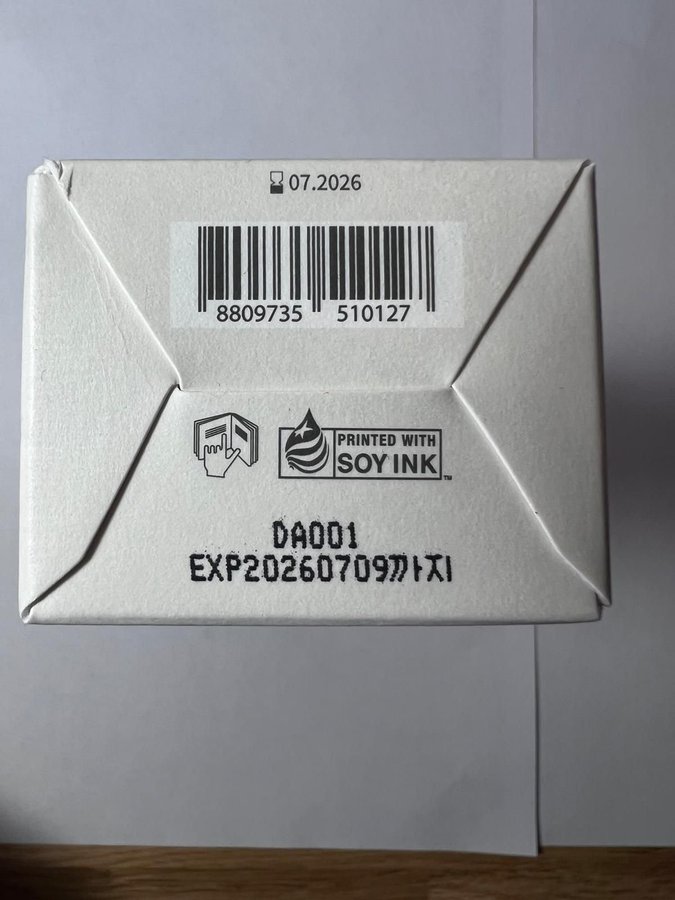 07.2026
8809735 510127
PRINTED WITH
SOY INK™
DA001
EXP20260709까지